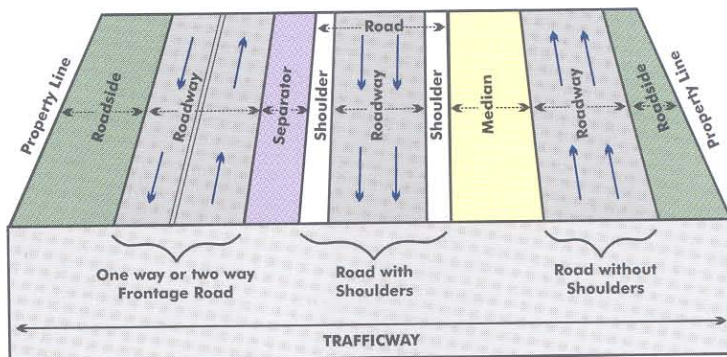 Road
Property Line
Roadside
Roadway
Separator
Shoulder
Roadway
Shoulder
Median
Roadway
Roadside
Property Line
One way or two way
Frontage Road
Road with
Shoulders
Road without
Shoulders
TRAFFICWAY